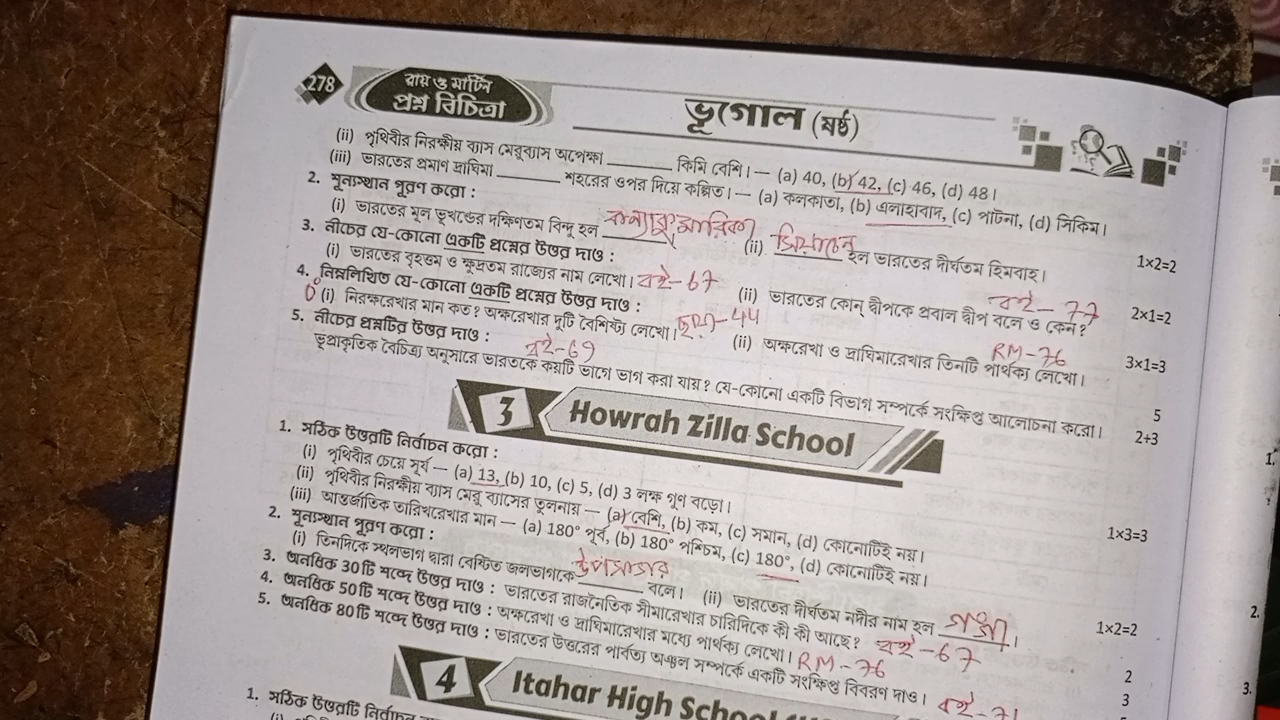 278 রায় ও মার্টিন প্রশ্ন বিচিত্রা ভূগোল (ষষ্ঠ)
(ii) পৃথিবীর নিরক্ষীয় ব্যাস মেরুব্যাস অপেক্ষা ______ কিমি বেশি। — (a) 40, (b) 42, (c) 46, (d) 48।
(iii) ভারতের প্রমাণ দ্রাঘিমা ______ শহরের ওপর দিয়ে কল্পিত। — (a) কলকাতা, (b) এলাহাবাদ, (c) পাটনা, (d) সিকিম।
2. শূন্যস্থান পূরণ করো : 1×2=2
(i) ভারতের মূল ভূখণ্ডের দক্ষিণতম বিন্দু হল কন্যাকুমারিকা (ii) সিয়াচেন হল ভারতের দীর্ঘতম হিমবাহ।
3. নীচের যে-কোনো একটি প্রশ্নের উত্তর দাও : 2×1=2
(i) ভারতের বৃহত্তম ও ক্ষুদ্রতম রাজ্যের নাম লেখো। বই-67 (ii) ভারতের কোন্ দ্বীপকে প্রবাল দ্বীপ বলে ও কেন? বই-77
4. নিম্নলিখিত যে-কোনো একটি প্রশ্নের উত্তর দাও : 3×1=3
0° (i) নিরক্ষরেখার মান কত? অক্ষরেখার দুটি বৈশিষ্ট্য লেখো। -44 (ii) অক্ষরেখা ও দ্রাঘিমারেখার তিনটি পার্থক্য লেখো। RM-76
5. নীচের প্রশ্নটির উত্তর দাও : বই-69 5
ভূপ্রাকৃতিক বৈচিত্র্য অনুসারে ভারতকে কয়টি ভাগে ভাগ করা যায়? যে-কোনো একটি বিভাগ সম্পর্কে সংক্ষিপ্ত আলোচনা করো। 2+3
3 Howrah Zilla School
1. সঠিক উত্তরটি নির্বাচন করো : 1×3=3
(i) পৃথিবীর চেয়ে সূর্য — (a) 13, (b) 10, (c) 5, (d) 3 লক্ষ গুণ বড়ো।
(ii) পৃথিবীর নিরক্ষীয় ব্যাস মেরু ব্যাসের তুলনায় — (a) বেশি, (b) কম, (c) সমান, (d) কোনোটিই নয়।
(iii) আন্তর্জাতিক তারিখরেখার মান — (a) 180° পূর্ব, (b) 180° পশ্চিম, (c) 180°, (d) কোনোটিই নয়।
2. শূন্যস্থান পূরণ করো : 1×2=2
(i) তিনদিকে স্থলভাগ দ্বারা বেষ্টিত জলভাগকে উপসাগর বলে। (ii) ভারতের দীর্ঘতম নদীর নাম হল গঙ্গা।
3. অনধিক 30টি শব্দে উত্তর দাও : ভারতের রাজনৈতিক সীমারেখার চারিদিকে কী কী আছে? বই-67 2
4. অনধিক 50টি শব্দে উত্তর দাও : অক্ষরেখা ও দ্রাঘিমারেখার মধ্যে পার্থক্য লেখো। RM-76 3
5. অনধিক 80টি শব্দে উত্তর দাও : ভারতের উত্তরের পার্বত্য অঞ্চল সম্পর্কে একটি সংক্ষিপ্ত বিবরণ দাও। বই-71
4 Itahar High School
1. সঠিক উত্তরটি নির্বাচন
1.
2.
3.